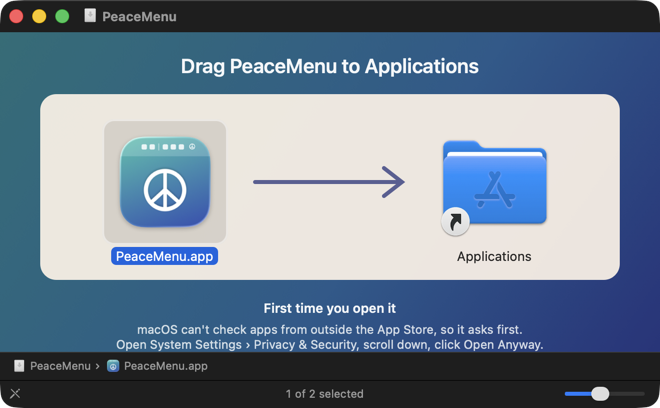 PeaceMenu
Drag PeaceMenu to Applications
PeaceMenu.app
Applications
First time you open it
macOS can't check apps from outside the App Store, so it asks first.
Open System Settings › Privacy & Security, scroll down, click Open Anyway.
PeaceMenu › PeaceMenu.app
1 of 2 selected